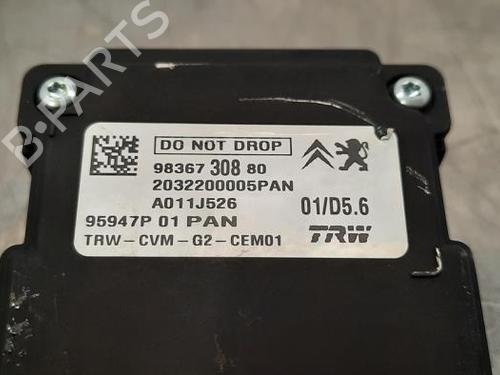 DO NOT DROP
98367 308 80
2032200005PAN
A011J526
01/D5.6
95947P 01 PAN
TRW-CVM-G2-CEM01
TRW
B-PARTS